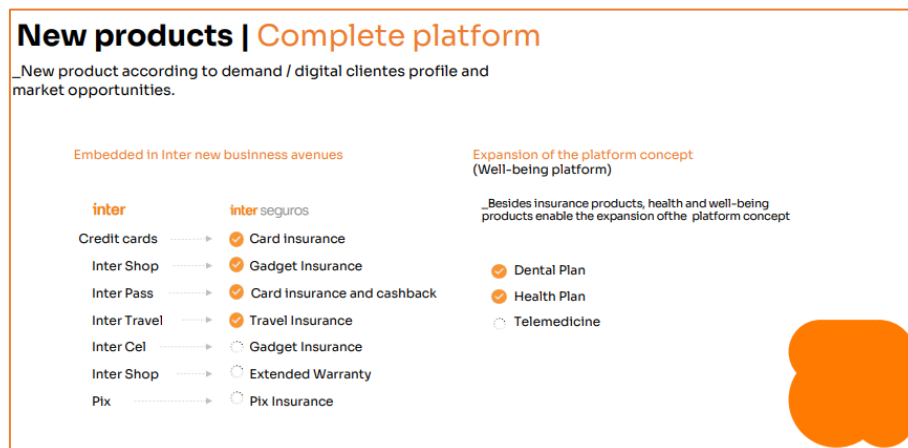 New products | Complete platform
_New product according to demand / digital clientes profile and
market opportunities.
Embedded in Inter new businness avenues
inter
inter seguros
Credit cards
Card insurance
Inter Shop
Gadget Insurance
Inter Pass
Card insurance and cashback
Inter Travel
Travel Insurance
Inter Cel
Gadget Insurance
Inter Shop
Extended Warranty
Pix
Pix Insurance
Expansion of the platform concept
(Well-being platform)
_Besides insurance products, health and well-being
products enable the expansion ofthe platform concept
Dental Plan
Health Plan
Telemedicine